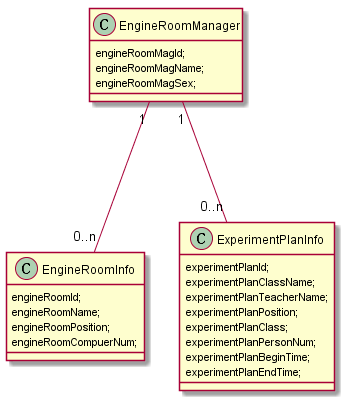 C EngineRoomManager
engineRoomMagId;
engineRoomMagName;
engineRoomMagSex;
1 1
0..n
0..n
C EngineRoomInfo
engineRoomId;
engineRoomName;
engineRoomPosition;
engineRoomCompuerNum;
C ExperimentPlanInfo
experimentPlanId;
experimentPlanClassName;
experimentPlanTeacherName;
experimentPlanPosition;
experimentPlanClass;
experimentPlanPersonNum;
experimentPlanBeginTime;
experimentPlanEndTime;